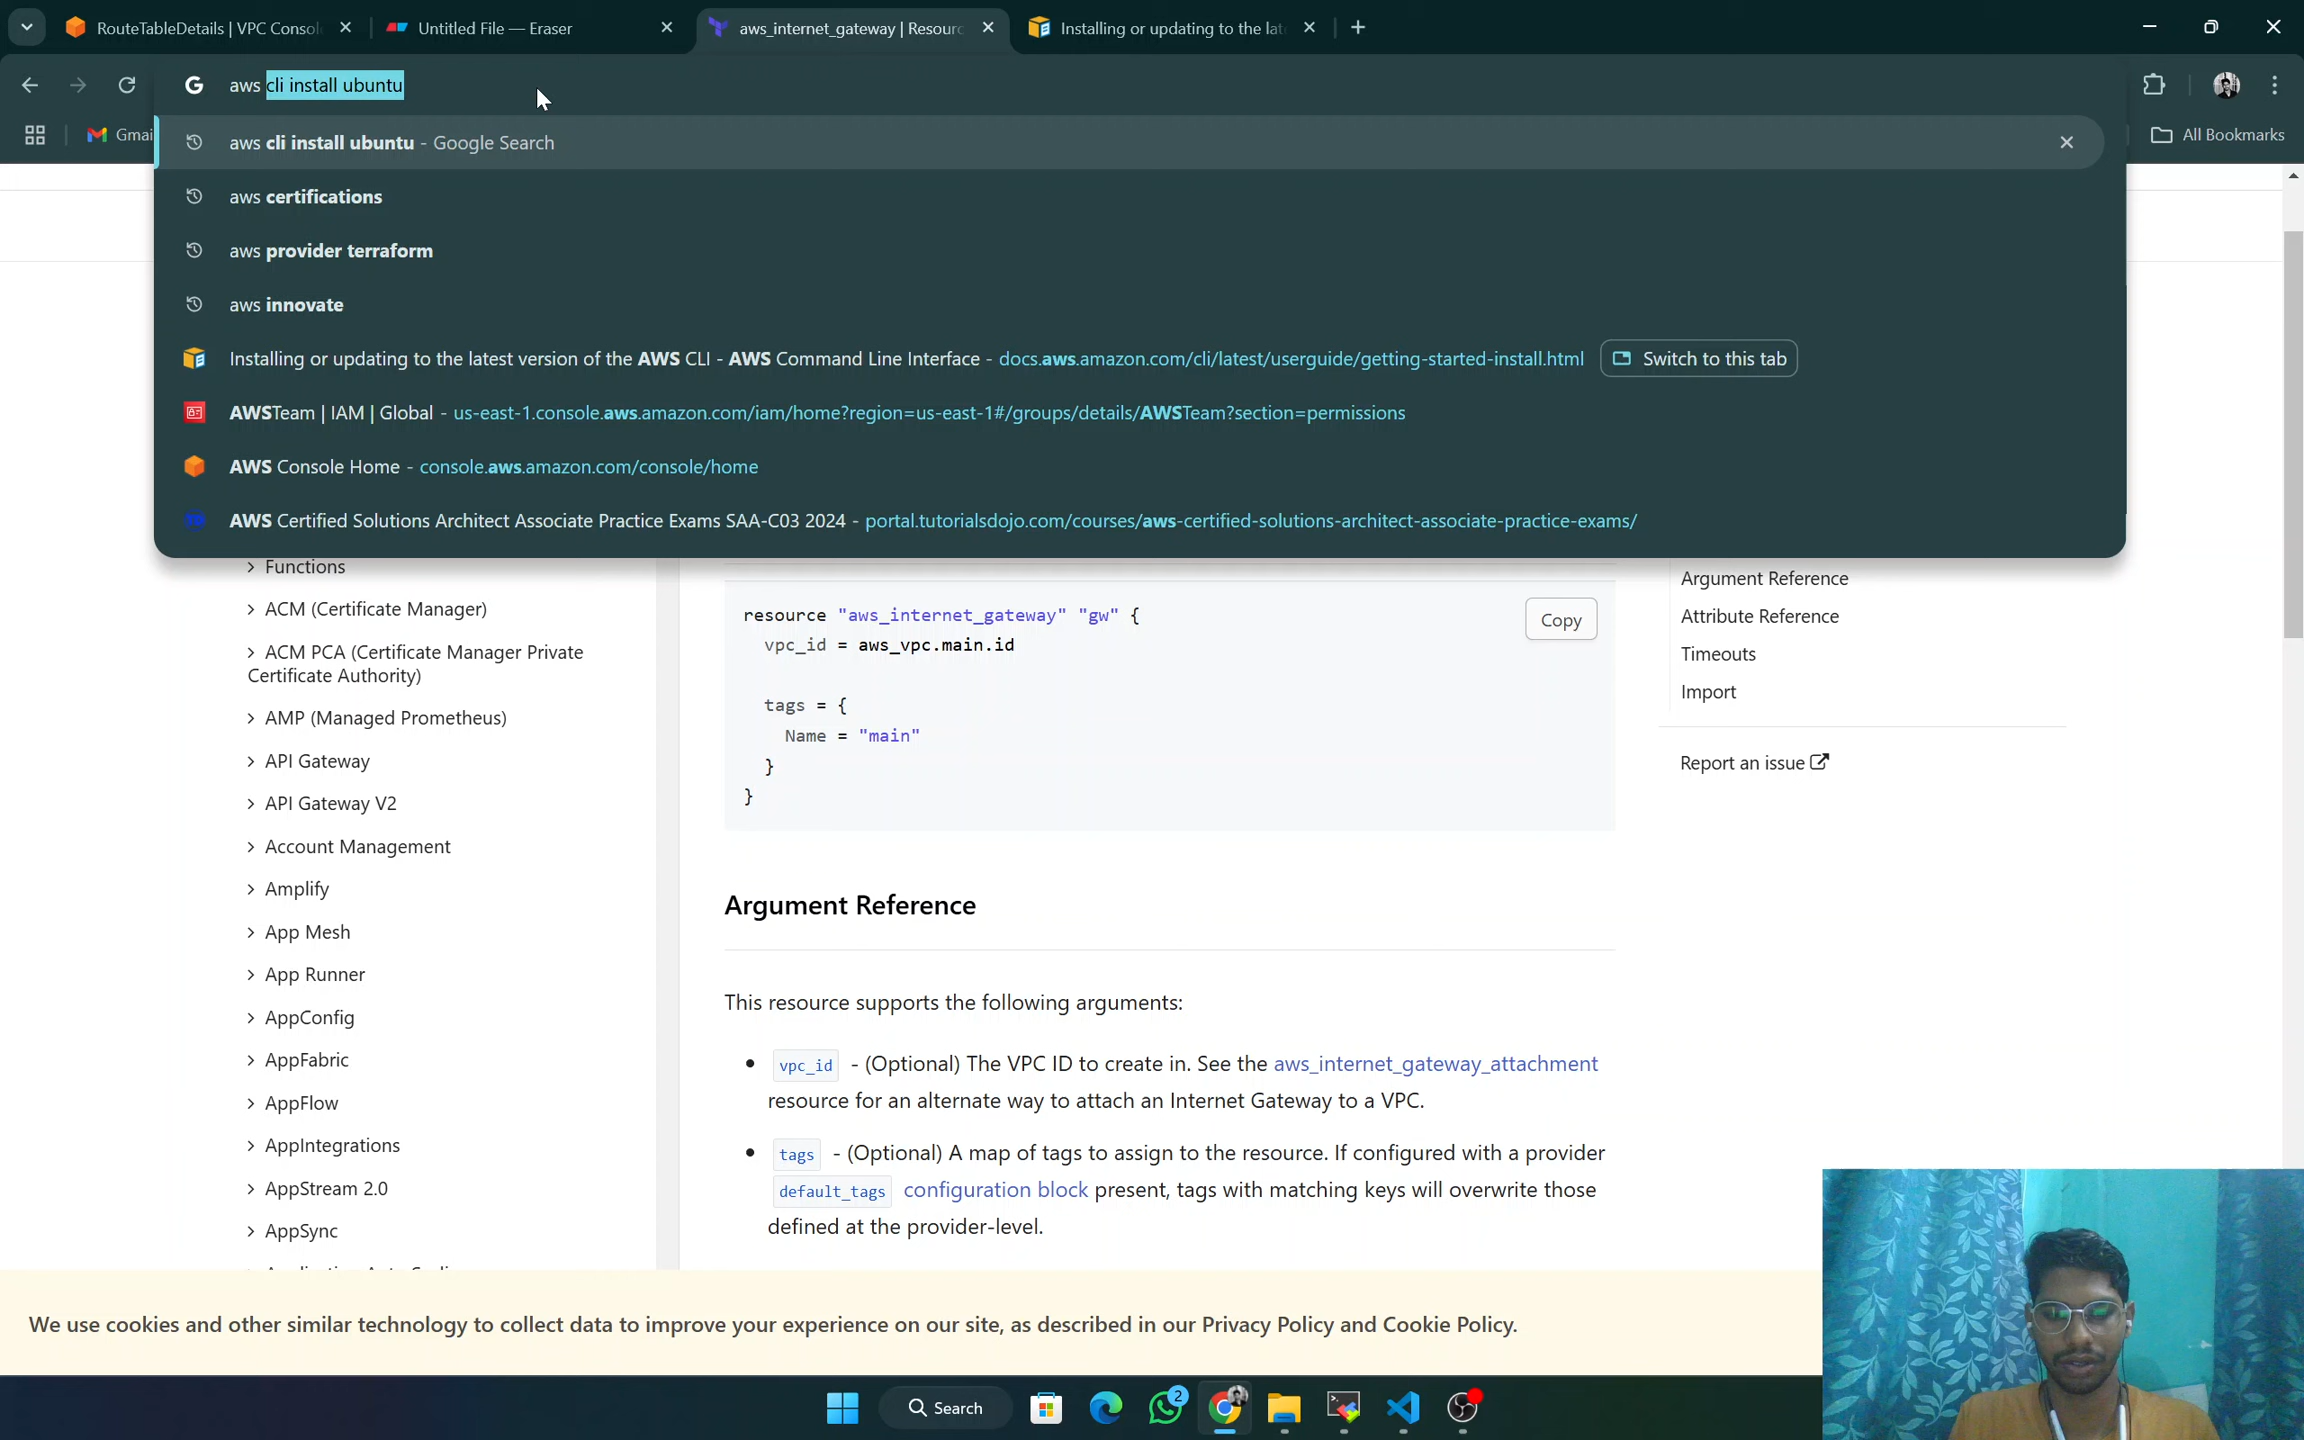 RouteTableDetails | VPC Consol
Untitled File — Eraser
aws_internet_gateway | Resourc
Installing or updating to the lat
aws cli install ubuntu
Gmai
All Bookmarks
aws cli install ubuntu - Google Search
aws certifications
aws provider terraform
aws innovate
Installing or updating to the latest version of the AWS CLI - AWS Command Line Interface - docs.aws.amazon.com/cli/latest/userguide/getting-started-install.html
Switch to this tab
AWSTeam | IAM | Global - us-east-1.console.aws.amazon.com/iam/home?region=us-east-1#/groups/details/AWSTeam?section=permissions
AWS Console Home - console.aws.amazon.com/console/home
AWS Certified Solutions Architect Associate Practice Exams SAA-C03 2024 - portal.tutorialsdojo.com/courses/aws-certified-solutions-architect-associate-practice-exams/
Functions
ACM (Certificate Manager)
ACM PCA (Certificate Manager Private
Certificate Authority)
AMP (Managed Prometheus)
API Gateway
API Gateway V2
Account Management
Amplify
App Mesh
App Runner
AppConfig
AppFabric
AppFlow
AppIntegrations
AppStream 2.0
AppSync
resource "aws_internet_gateway" "gw" {
vpc_id = aws_vpc.main.id
tags = {
Name = "main"
}
}
Copy
Argument Reference
This resource supports the following arguments:
vpc_id - (Optional) The VPC ID to create in. See the aws_internet_gateway_attachment
resource for an alternate way to attach an Internet Gateway to a VPC.
tags - (Optional) A map of tags to assign to the resource. If configured with a provider
default_tags configuration block present, tags with matching keys will overwrite those
defined at the provider-level.
Argument Reference
Attribute Reference
Timeouts
Import
Report an issue
We use cookies and other similar technology to collect data to improve your experience on our site, as described in our Privacy Policy and Cookie Policy.
Search
2